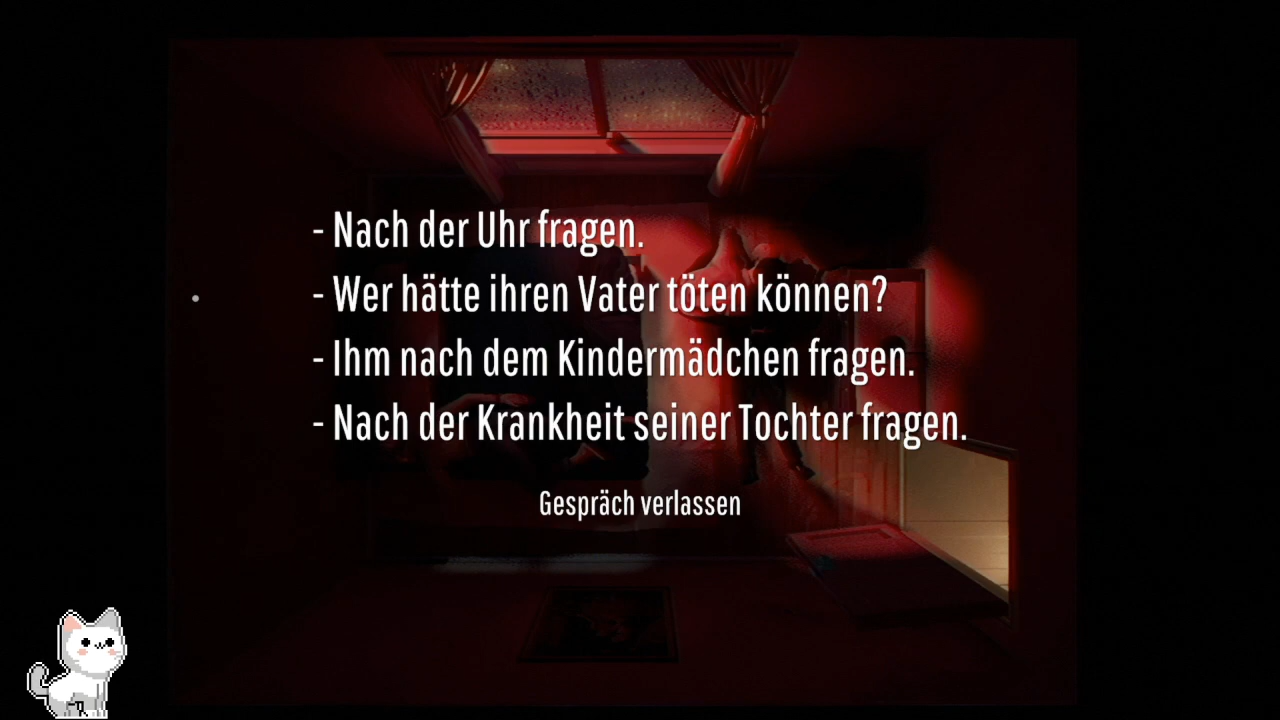 - Nach der Uhr fragen.
- Wer hätte ihren Vater töten können?
- Ihm nach dem Kindermädchen fragen.
- Nach der Krankheit seiner Tochter fragen.
Gespräch verlassen